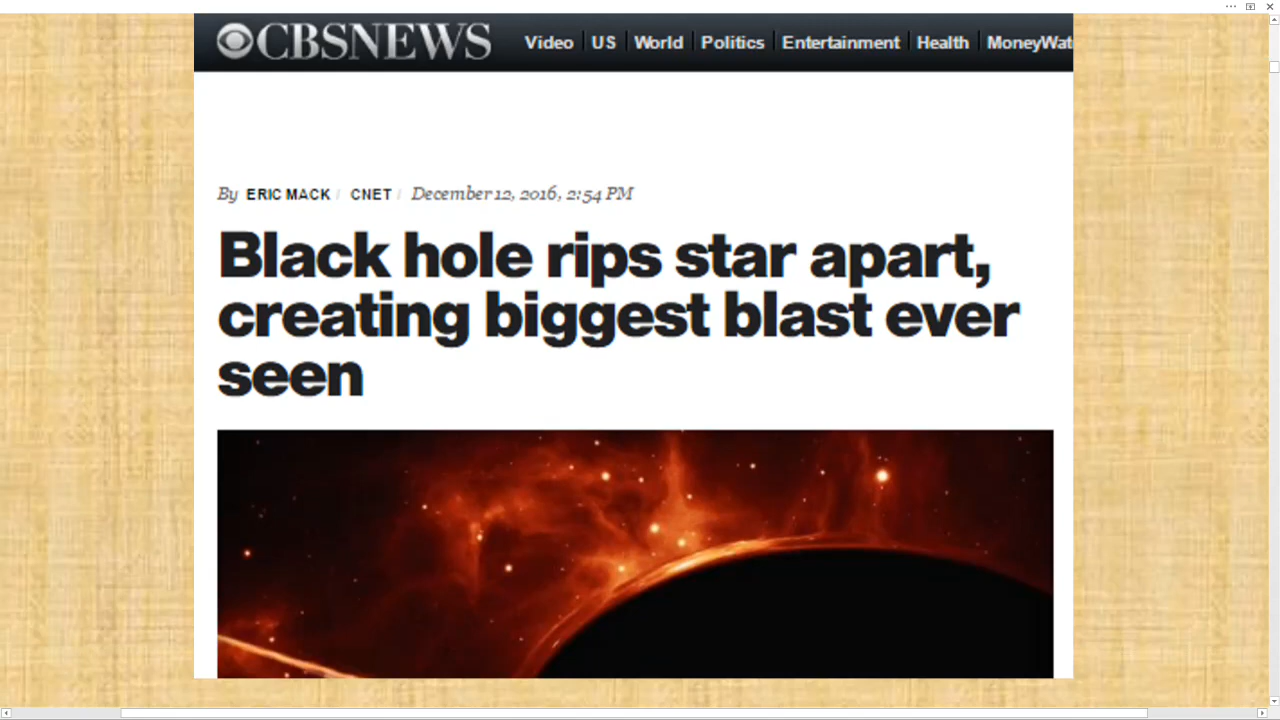 CBSNEWS Video US World Politics Entertainment Health MoneyWat
By ERIC MACK / CNET / December 12, 2016, 2:54 PM
Black hole rips star apart,
creating biggest blast ever
seen